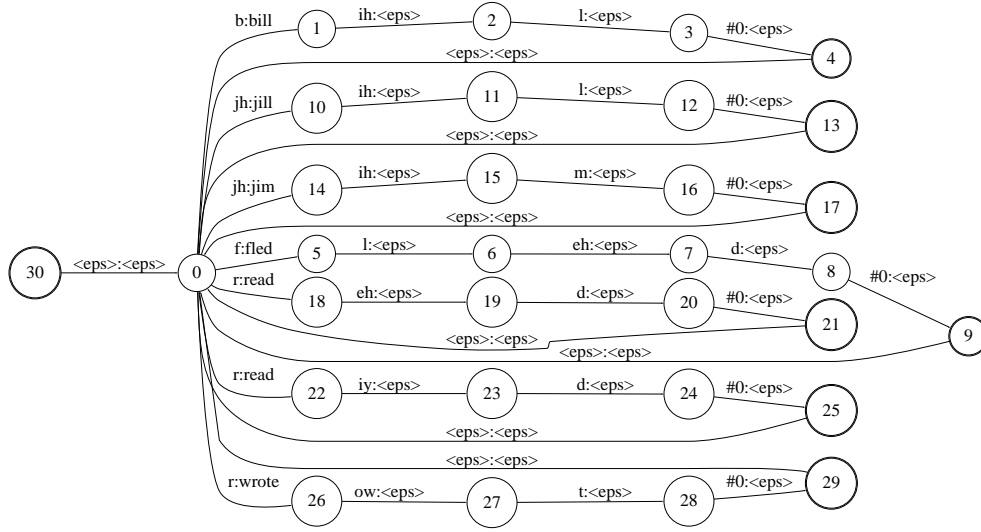 b:bill 1 ih:<eps> 2 l:<eps> 3 #0:<eps> 4
<eps>:<eps>
jh:jill 10 ih:<eps> 11 l:<eps> 12 #0:<eps> 13
<eps>:<eps>
jh:jim 14 ih:<eps> 15 m:<eps> 16 #0:<eps> 17
<eps>:<eps>
f:fled 5 l:<eps> 6 eh:<eps> 7 d:<eps> 8 #0:<eps> 9
30 <eps>:<eps> 0
r:read 18 eh:<eps> 19 d:<eps> 20 #0:<eps> 21
<eps>:<eps>
<eps>:<eps>
r:read 22 iy:<eps> 23 d:<eps> 24 #0:<eps> 25
<eps>:<eps>
<eps>:<eps>
r:wrote 26 ow:<eps> 27 t:<eps> 28 #0:<eps> 29